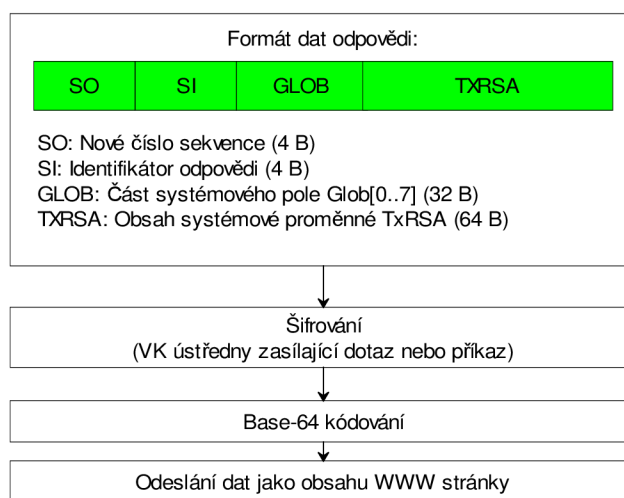 Formát dat odpovědi:
SO SI GLOB TXRSA
SO: Nové číslo sekvence (4 B)
SI: Identifikátor odpovědi (4 B)
GLOB: Část systémového pole Glob[0..7] (32 B)
TXRSA: Obsah systémové proměnné TxRSA (64 B)
Šifrování
(VK ústředny zasílající dotaz nebo příkaz)
Base-64 kódování
Odeslání dat jako obsahu WWW stránky